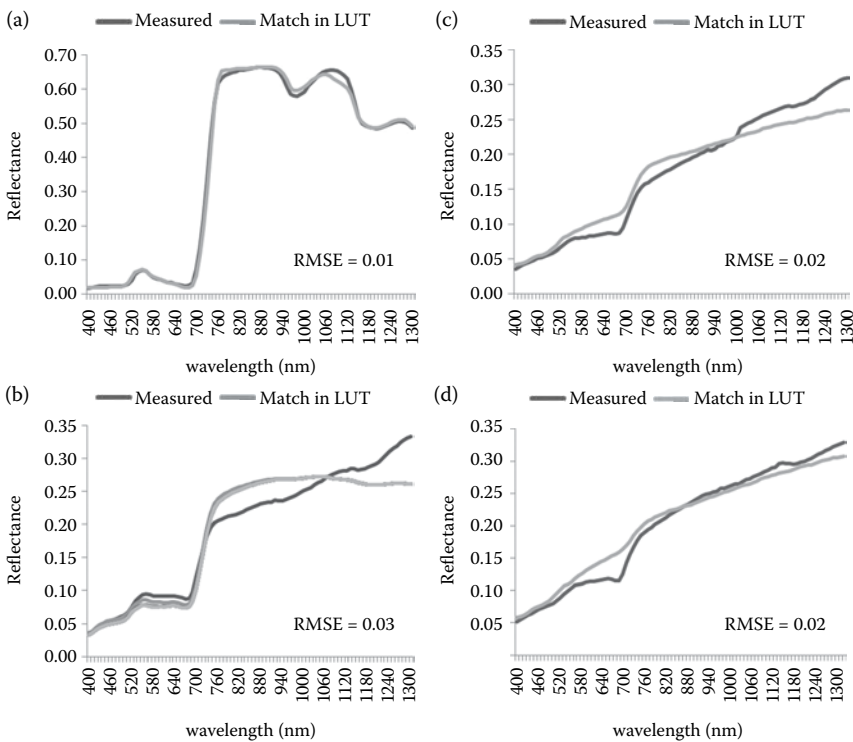 (a)
Measured
Match in LUT
0.70
0.60
0.50
0.40
0.30
0.20
0.10
0.00
Reflectance
RMSE = 0.01
400 460 520 580 640 700 760 820 880 940 1000 1060 1120 1180 1240 1300
wavelength (nm)
(c)
Measured
Match in LUT
0.35
0.30
0.25
0.20
0.15
0.10
0.05
0.00
Reflectance
RMSE = 0.02
400 460 520 580 640 700 760 820 880 940 1000 1060 1120 1180 1240 1300
wavelength (nm)
(b)
Measured
Match in LUT
0.35
0.30
0.25
0.20
0.15
0.10
0.05
0.00
Reflectance
RMSE = 0.03
400 460 520 580 640 700 760 820 880 940 1000 1060 1120 1180 1240 1300
wavelength (nm)
(d)
Measured
Match in LUT
0.35
0.30
0.25
0.20
0.15
0.10
0.05
Reflectance
RMSE = 0.02
400 460 520 580 640 700 760 820 880 940 1000 1060 1120 1180 1240 1300
wavelength (nm)